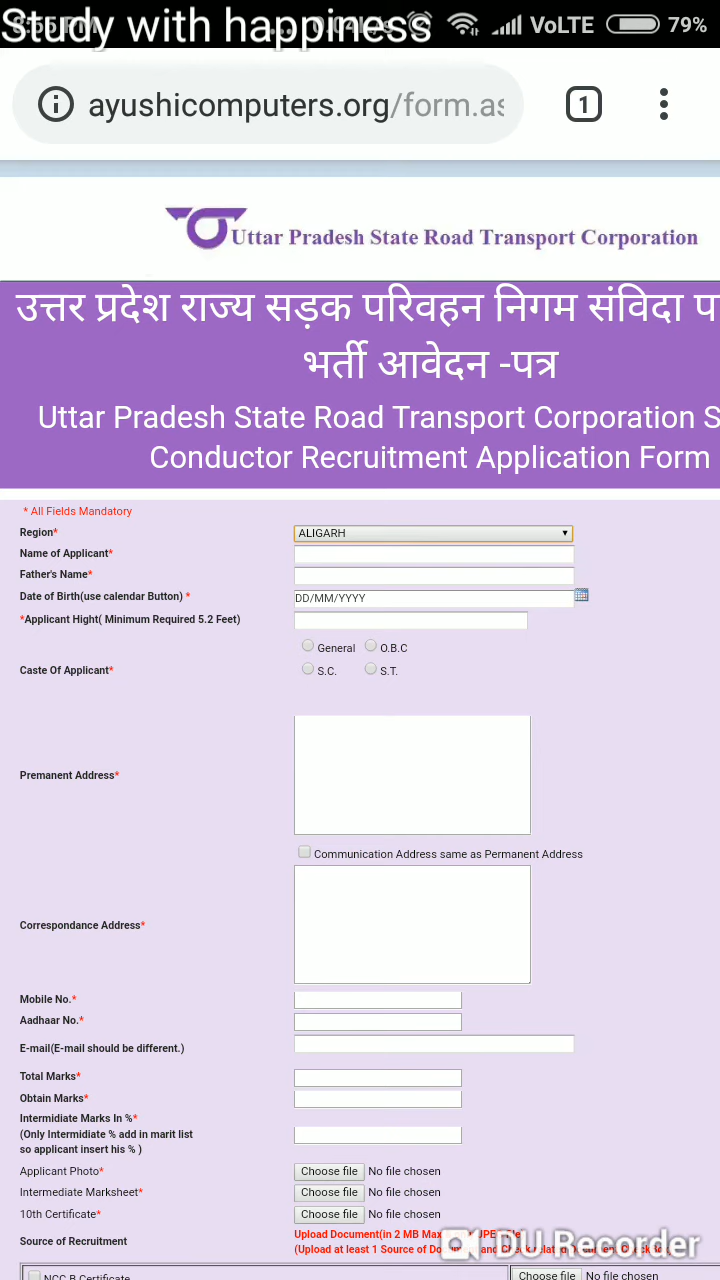 Study with happiness
VoLTE 79%
ayushicomputers.org/form.as
1
Uttar Pradesh State Road Transport Corporation
उत्तर प्रदेश राज्य सड़क परिवहन निगम संविदा प
भर्ती आवेदन -पत्र
Uttar Pradesh State Road Transport Corporation S
Conductor Recruitment Application Form
* All Fields Mandatory
Region* ALIGARH
Name of Applicant*
Father's Name*
Date of Birth(use calendar Button) * DD/MM/YYYY
*Applicant Hight( Minimum Required 5.2 Feet)
General O.B.C
Caste Of Applicant*
S.C. S.T.
Premanent Address*
Communication Address same as Permanent Address
Correspondance Address*
Mobile No.*
Aadhaar No.*
E-mail(E-mail should be different.)
Total Marks*
Obtain Marks*
Intermidiate Marks In %*
(Only Intermidiate % add in marit list
so applicant insert his % )
Applicant Photo* Choose file No file chosen
Intermediate Marksheet* Choose file No file chosen
10th Certificate* Choose file No file chosen
Source of Recruitment
Upload Document(in 2 MB Max
(Upload at least 1 Source of and Check related
DU Recorder
NCC B Certificate Choose file No file chosen